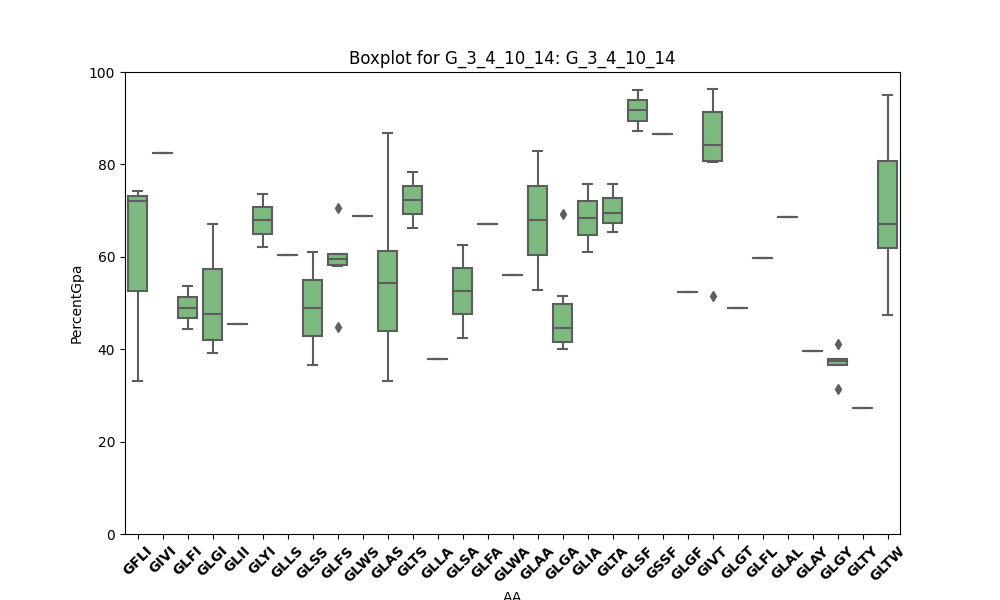 Boxplot for G_3_4_10_14: G_3_4_10_14
100
80
60
40
20
0
PercentGpa
GFLI GIVI GLFI GLGI GLII GLYI GLLS GLSS GLFS GLWS GLAS GLTS GLLA GLSA GLFA GLWA GLAA GLGA GLIA GLTA GLSF GSSF GLGF GIVT GLGT GLFL GLAL GLAY GLGY GLTY GLTW
AA